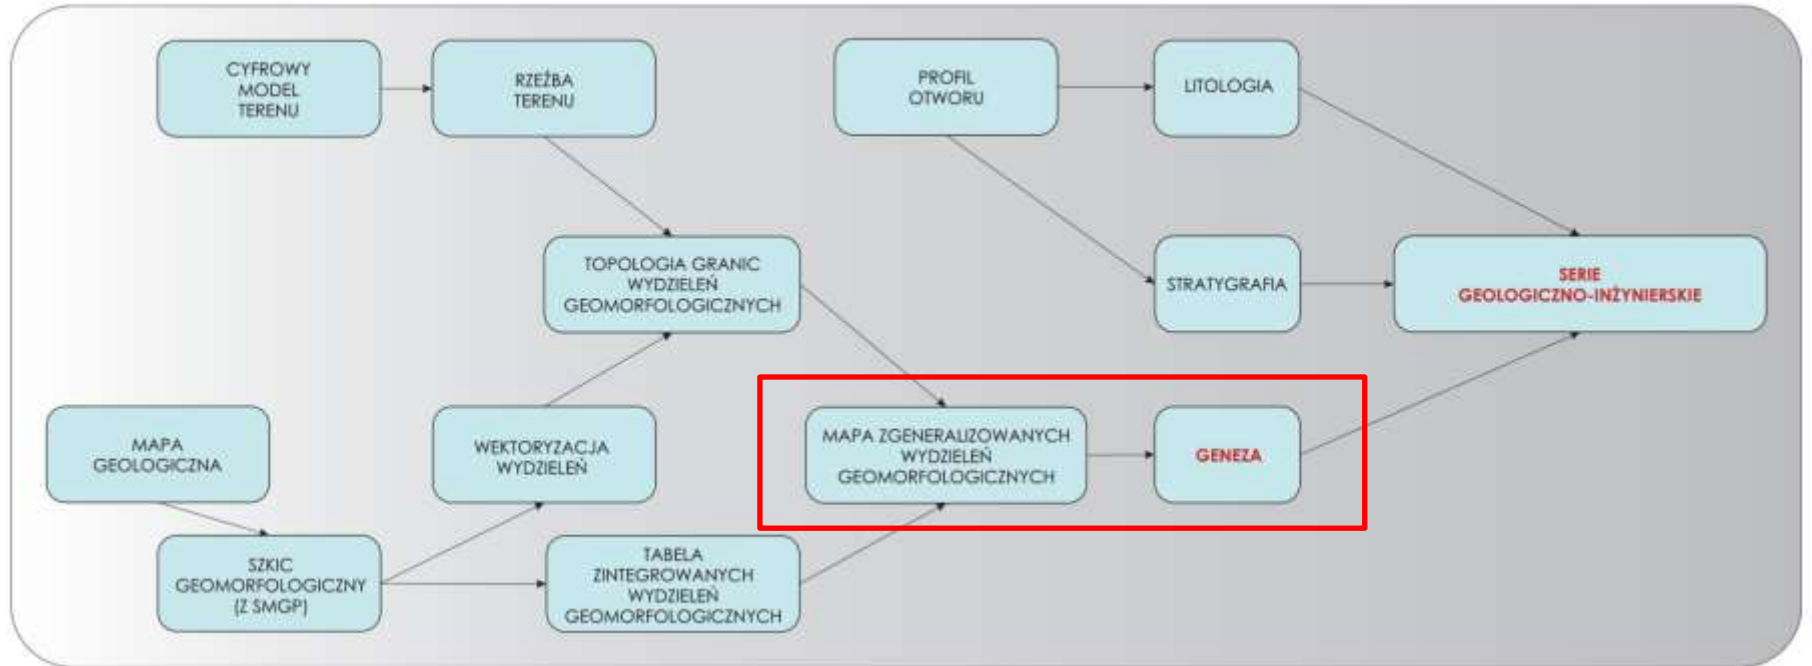 CYFROWY
MODEL
TERENU
RZEŹBA
TERENU
PROFIL
OTWORU
LITOLOGIA
TOPOLOGIA GRANIC
WYDZIELEŃ
GEOMORFOLOGICZNYCH
STRATYGRAFIA
SERIE
GEOLOGICZNO-INŻYNIERSKIE
MAPA
GEOLOGICZNA
WEKTORYZACJA
WYDZIELEŃ
MAPA ZGENERALIZOWANYCH
WYDZIELEŃ
GEOMORFOLOGICZNYCH
GENEZA
SZKIC
GEOMORFOLOGICZNY
(Z SMGP)
TABELA
ZINTEGROWANYCH
WYDZIELEŃ
GEOMORFOLOGICZNYCH